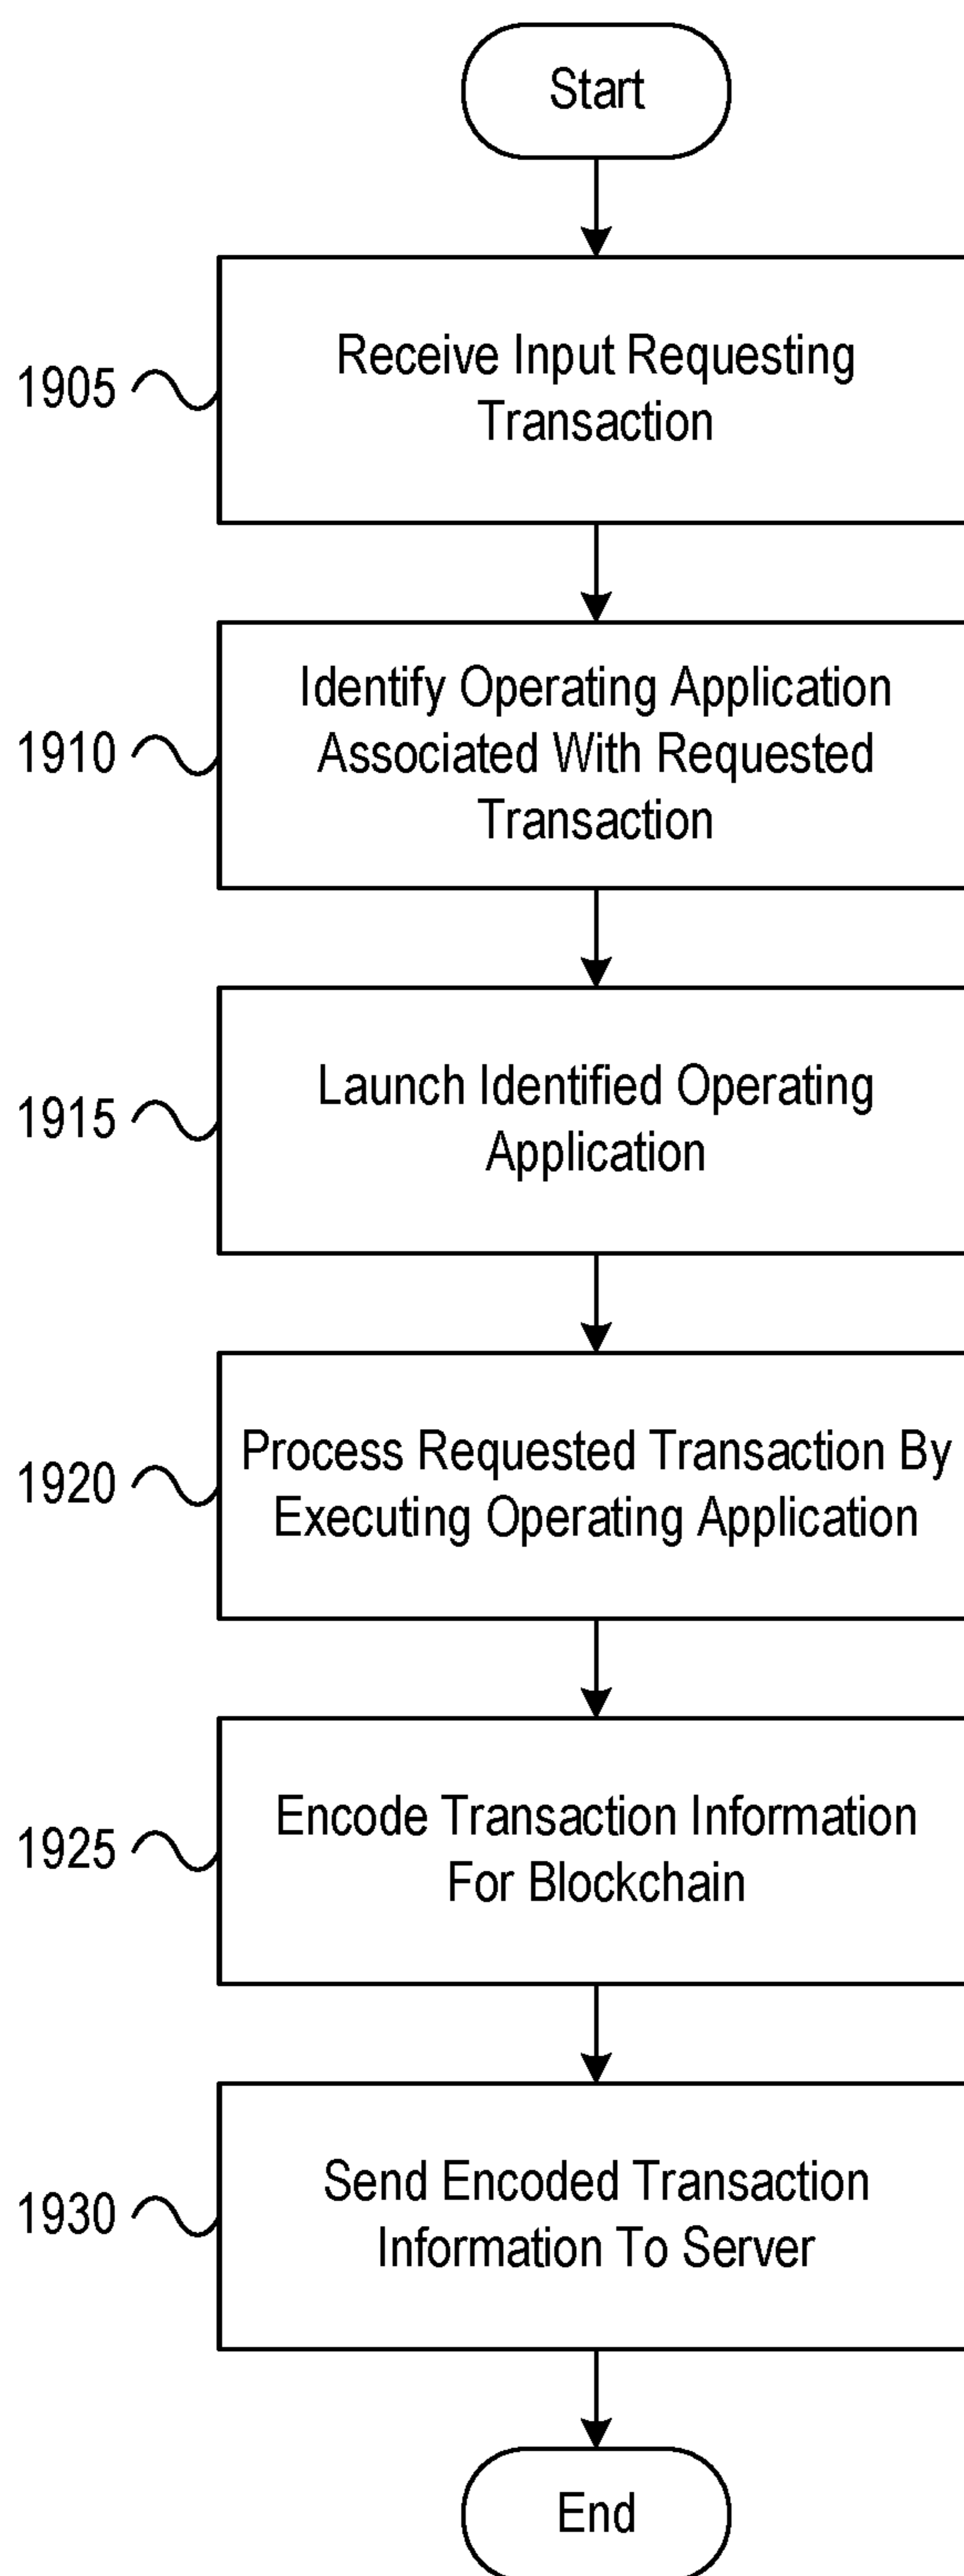 Start
1905
Receive Input Requesting
Transaction
1910
Identify Operating Application
Associated With Requested
Transaction
1915
Launch Identified Operating
Application
1920
Process Requested Transaction By
Executing Operating Application
1925
Encode Transaction Information
For Blockchain
1930
Send Encoded Transaction
Information To Server
End